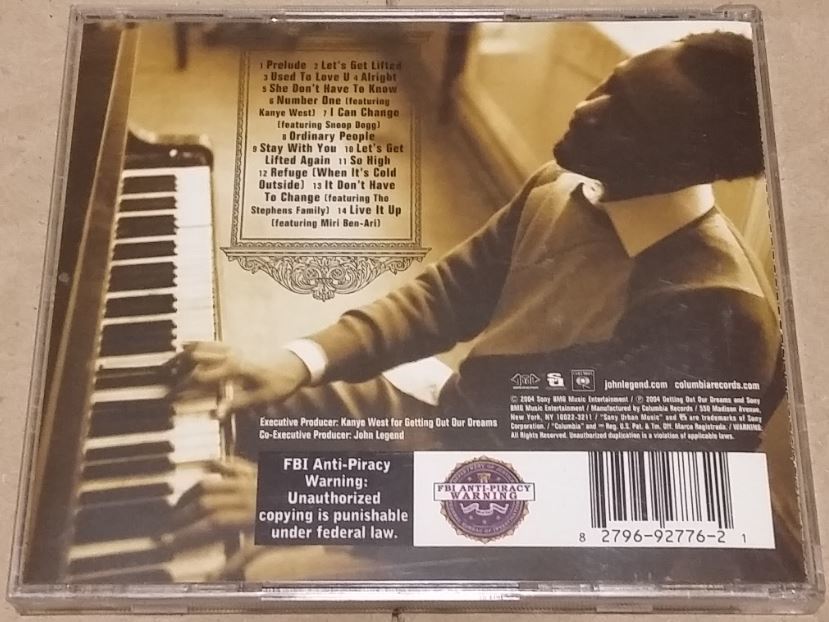 1 Prelude 2 Let's Get Lifted
3 Used To Love U 4 Alright
5 She Don't Have To Know
6 Number One (featuring
Kanye West) 7 I Can Change
(featuring Snoop Dogg)
8 Ordinary People
9 Stay With You 10 Let's Get
Lifted Again 11 So High
12 Refuge (When It's Cold
Outside) 13 It Don't Have
To Change (featuring The
Stephens Family) 14 Live It Up
(featuring Miri Ben-Ari)
johnlegend.com columbiarecords.com
© 2004 Sony BMG Music Entertainment / ℗ 2004 Getting Out Our Dreams and Sony
BMG Music Entertainment / Manufactured by Columbia Records / 550 Madison Avenue,
New York, NY 10022-3211 / "Sony Urban Music" and are trademarks of Sony
Corporation. / "Columbia" and Reg. U.S. Pat. & Tm. Off. Marca Registrada. / WARNING:
All Rights Reserved. Unauthorized duplication is a violation of applicable laws.
Executive Producer: Kanye West for Getting Out Our Dreams
Co-Executive Producer: John Legend
FBI Anti-Piracy
Warning:
Unauthorized
copying is punishable
under federal law.
FBI ANTI-PIRACY
WARNING
8 2796-92776-2 1